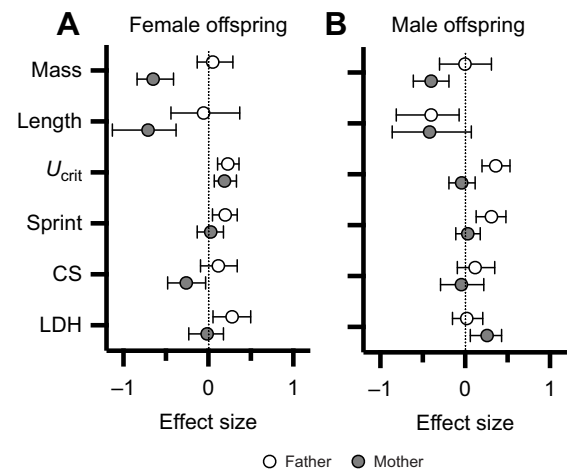 A Female offspring
B Male offspring
Mass
Length
Ucrit
Sprint
CS
LDH
–1 0 1
–1 0 1
Effect size
Effect size
Father Mother